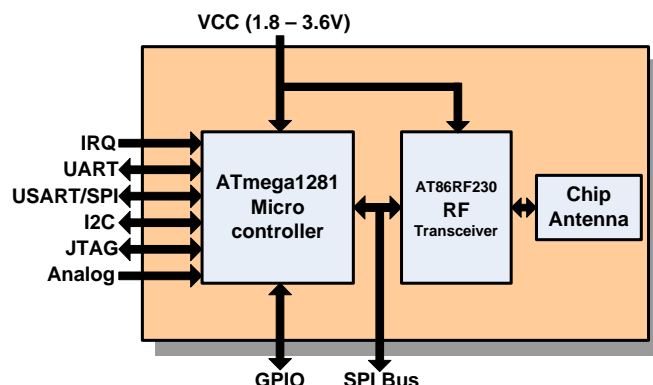 VCC (1.8 – 3.6V)
IRQ
UART
USART/SPI
I2C
JTAG
Analog
ATmega1281
Micro
controller
AT86RF230
RF
Transceiver
Chip
Antenna
GPIO
SPI Bus